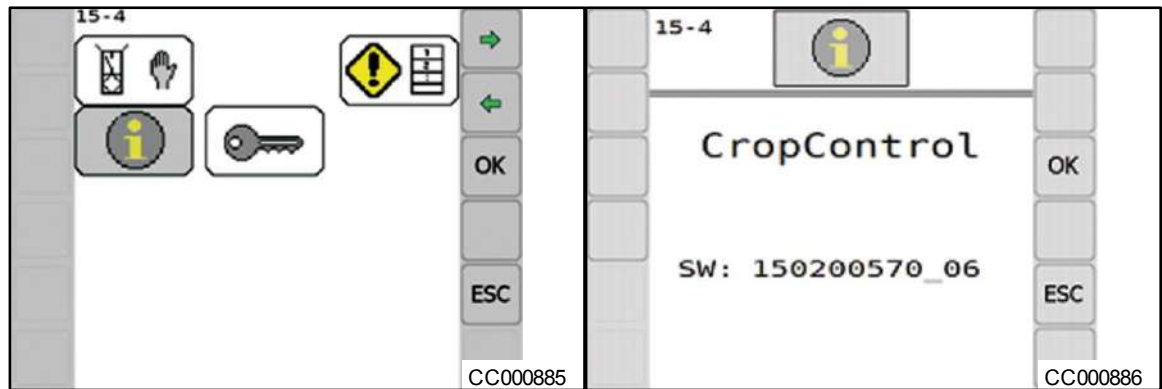 15-4
OK
ESC
CC000885
15-4
CropControl
OK
SW: 150200570_06
ESC
CC000886